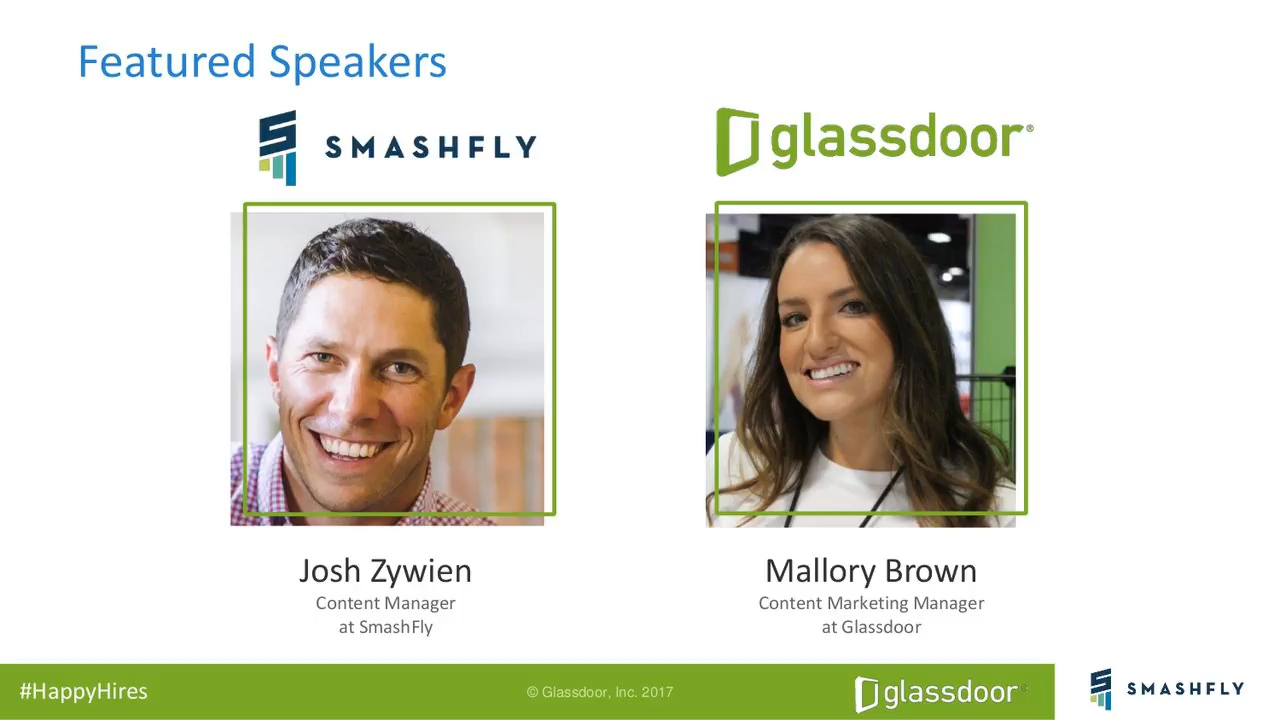 Featured Speakers
SMASHFLY
glassdoor®
Josh Zywien
Content Manager
at SmashFly
Mallory Brown
Content Marketing Manager
at Glassdoor
#HappyHires
© Glassdoor, Inc. 2017
glassdoor®
SMASHFLY